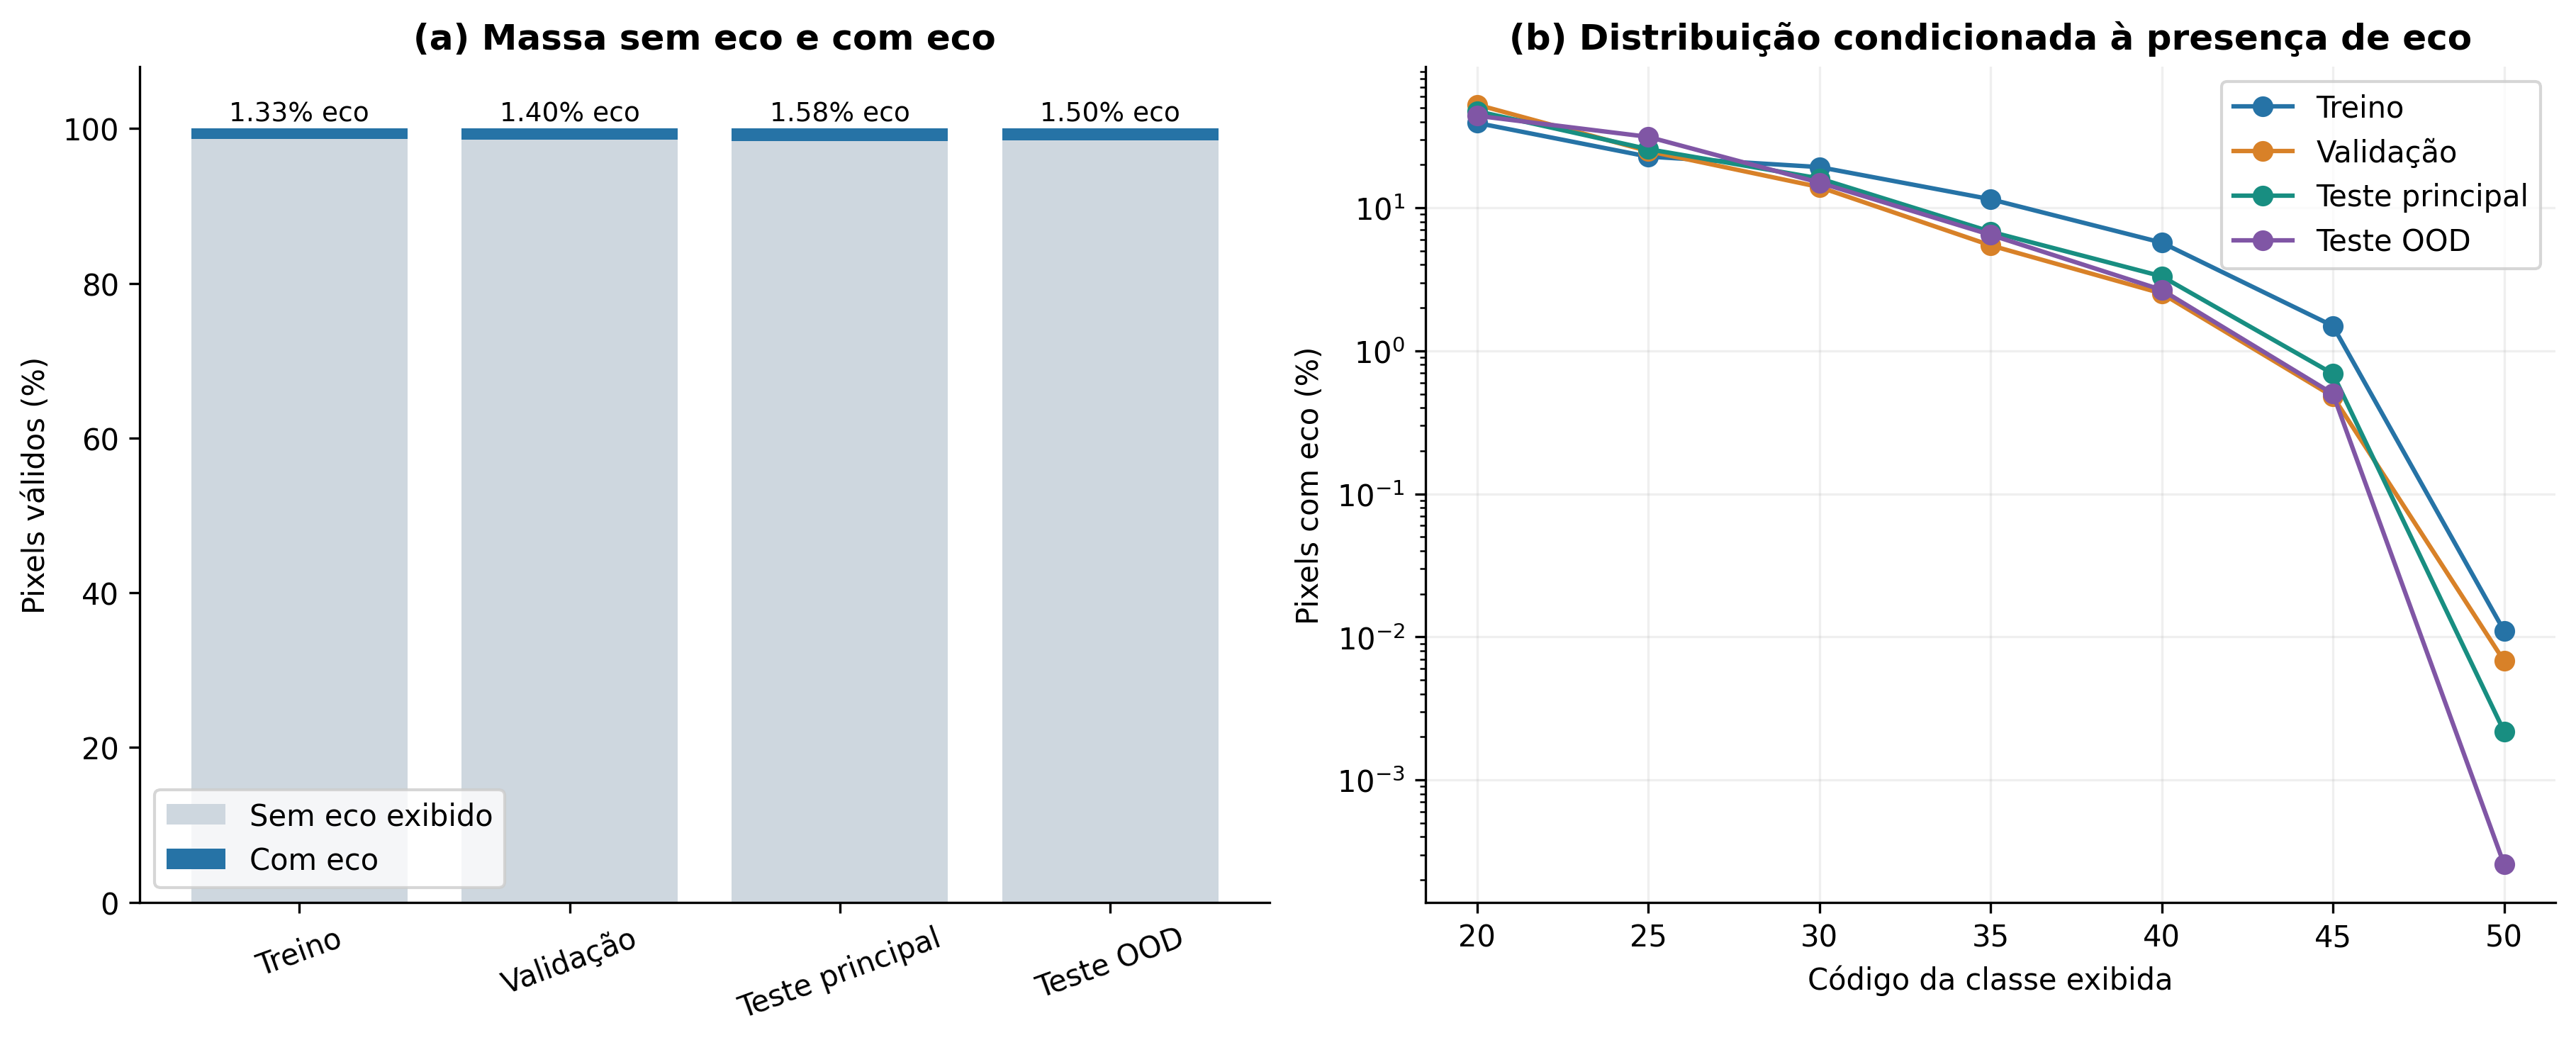 (a) Massa sem eco e com eco
1.33% eco
1.40% eco
1.58% eco
1.50% eco
100
80
60
40
20
0
Pixels válidos (%)
Sem eco exibido
Com eco
Treino
Validação
Teste principal
Teste OOD
(b) Distribuição condicionada à presença de eco
Treino
Validação
Teste principal
Teste OOD
10¹
10⁰
10⁻¹
10⁻²
10⁻³
Pixels com eco (%)
20 25 30 35 40 45 50
Código da classe exibida